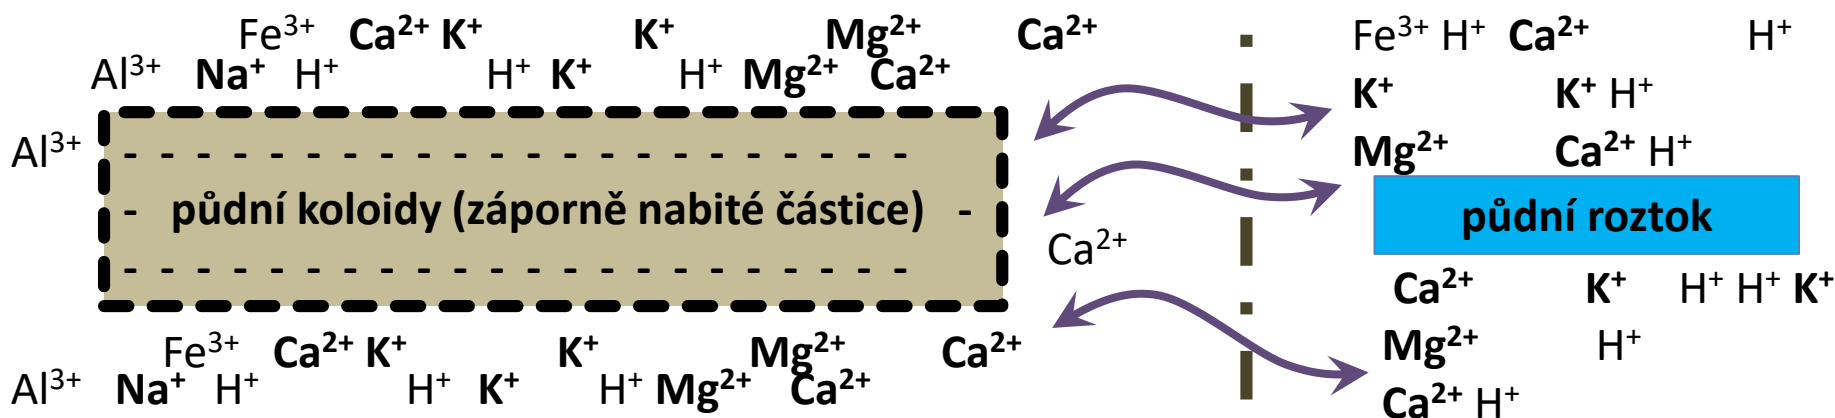 Fe³⁺ Ca²⁺ K⁺ K⁺ Mg²⁺ Ca²⁺
Al³⁺ Na⁺ H⁺ H⁺ K⁺ H⁺ Mg²⁺ Ca²⁺
Al³⁺
- - - - - - - - - - - - - - - - - - - - - -
- půdní koloidy (záporně nabité částice) -
- - - - - - - - - - - - - - - - - - - - - -
Ca²⁺
Fe³⁺ Ca²⁺ K⁺ K⁺ Mg²⁺ Ca²⁺
Al³⁺ Na⁺ H⁺ H⁺ K⁺ H⁺ Mg²⁺ Ca²⁺
Fe³⁺ H⁺ Ca²⁺ H⁺
K⁺ K⁺ H⁺
Mg²⁺ Ca²⁺ H⁺
půdní roztok
Ca²⁺ K⁺ H⁺ H⁺ K⁺
Mg²⁺ H⁺
Ca²⁺ H⁺